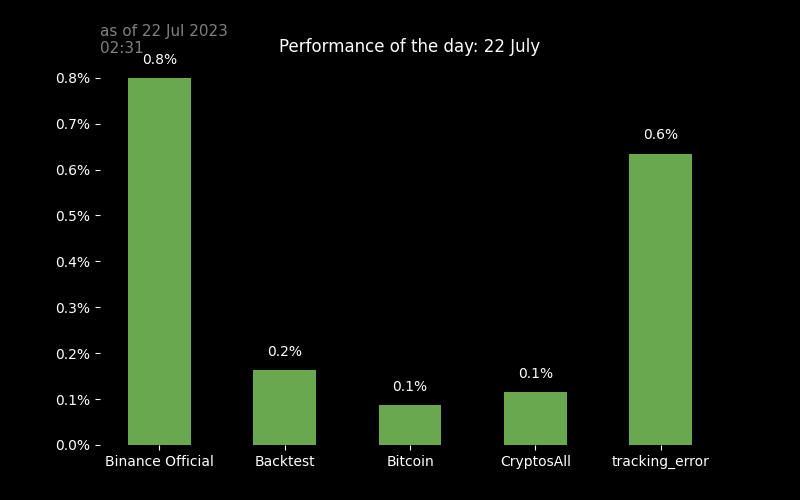 as of 22 Jul 2023
02:31
Performance of the day: 22 July
0.8%
0.8%
0.7%
0.6%
0.6%
0.5%
0.4%
0.3%
0.2%
0.2%
0.1%
0.1%
0.1%
0.0%
Binance Official
Backtest
Bitcoin
CryptosAll
tracking_error